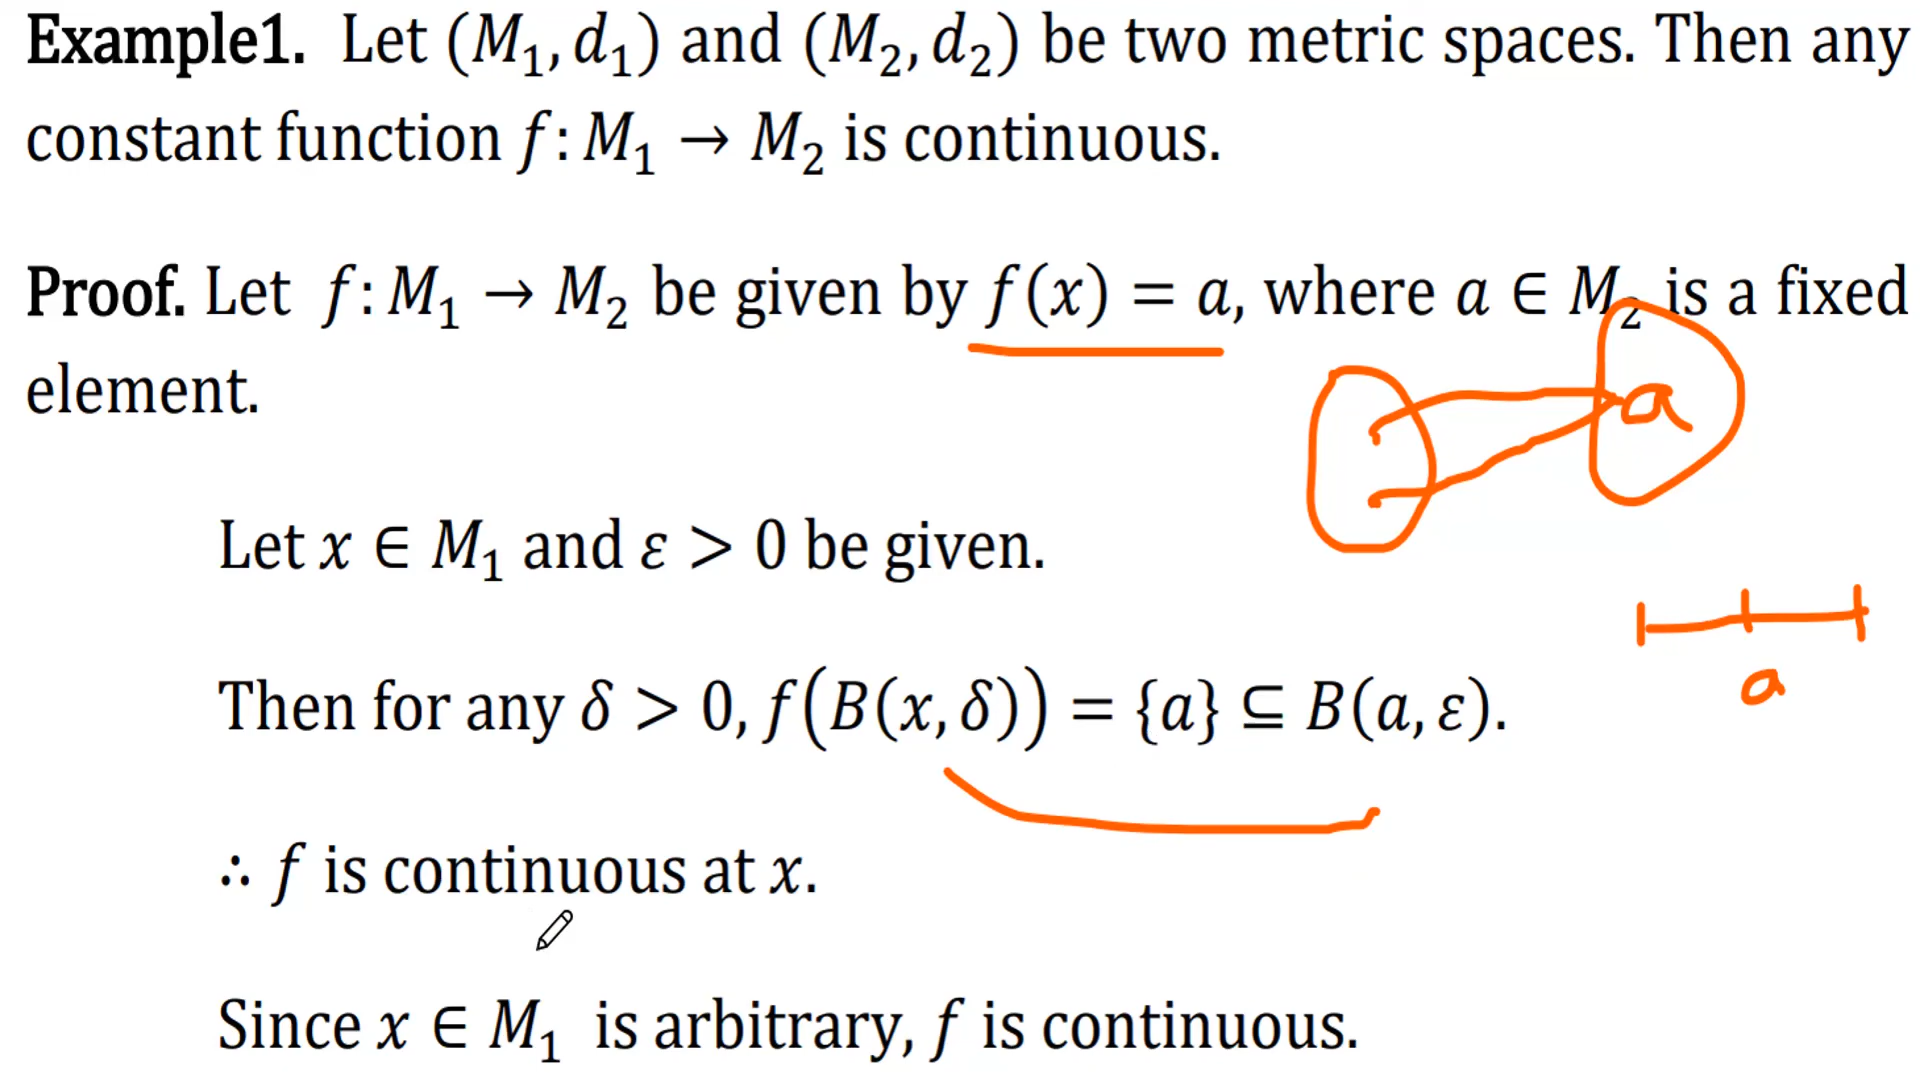 Example1. Let (M₁, d₁) and (M₂, d₂) be two metric spaces. Then any
constant function f: M₁ → M₂ is continuous.
Proof. Let f: M₁ → M₂ be given by f(x) = a, where a ∈ M₂ is a fixed
element.
a
Let x ∈ M₁ and ε > 0 be given.
a
Then for any δ > 0, f(B(x, δ)) = {a} ⊆ B(a, ε).
∴ f is continuous at x.
Since x ∈ M₁ is arbitrary, f is continuous.